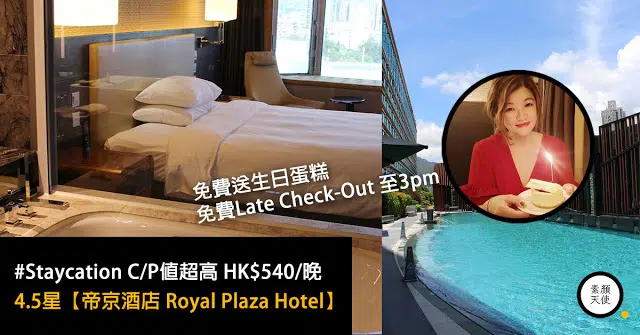 免費送生日蛋糕
免費Late Check-Out 至3pm
#Staycation C/P值超高 HK$540/晚
4.5星【帝京酒店 Royal Plaza Hotel】
素顏
天使